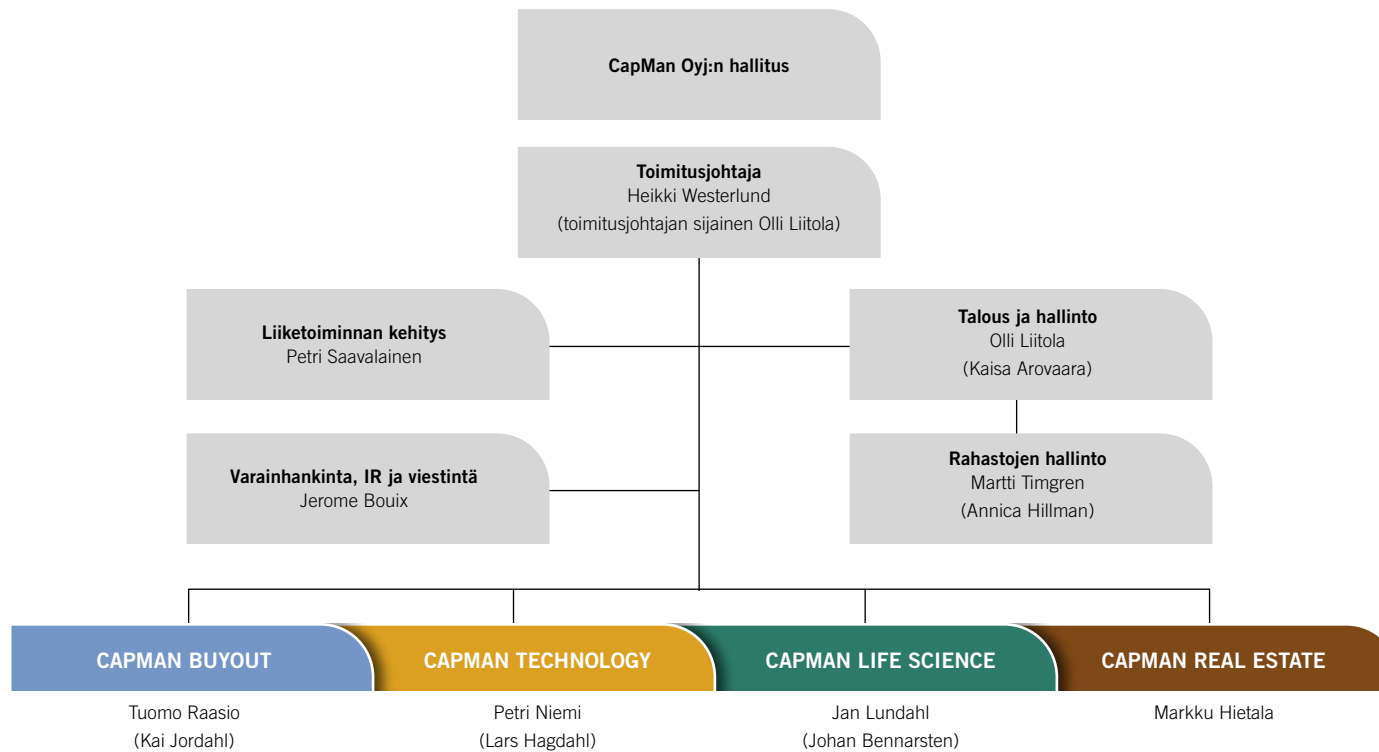 CapMan Oyj:n hallitus
Toimitusjohtaja
Heikki Westerlund
(toimitusjohtajan sijainen Olli Liitola)
Liiketoiminnan kehitys
Petri Saavalainen
Talous ja hallinto
Olli Liitola
(Kaisa Arovaara)
Varainhankinta, IR ja viestintä
Jerome Bouix
Rahastojen hallinto
Martti Timgren
(Annica Hillman)
CAPMAN BUYOUT
CAPMAN TECHNOLOGY
CAPMAN LIFE SCIENCE
CAPMAN REAL ESTATE
Tuomo Raasio
(Kai Jordahl)
Petri Niemi
(Lars Hagdahl)
Jan Lundahl
(Johan Bennarsten)
Markku Hietala